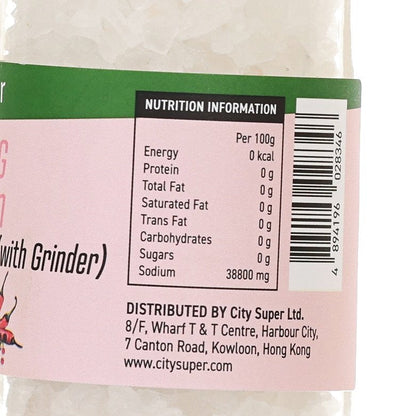 r
G
(with Grinder)
NUTRITION INFORMATION
Per 100g
Energy 0 kcal
Protein 0 g
Total Fat 0 g
Saturated Fat 0 g
Trans Fat 0 g
Carbohydrates 0 g
Sugars 0 g
Sodium 38800 mg
DISTRIBUTED BY City Super Ltd.
8/F, Wharf T & T Centre, Harbour City,
7 Canton Road, Kowloon, Hong Kong
www.citysuper.com
4 894196 028346